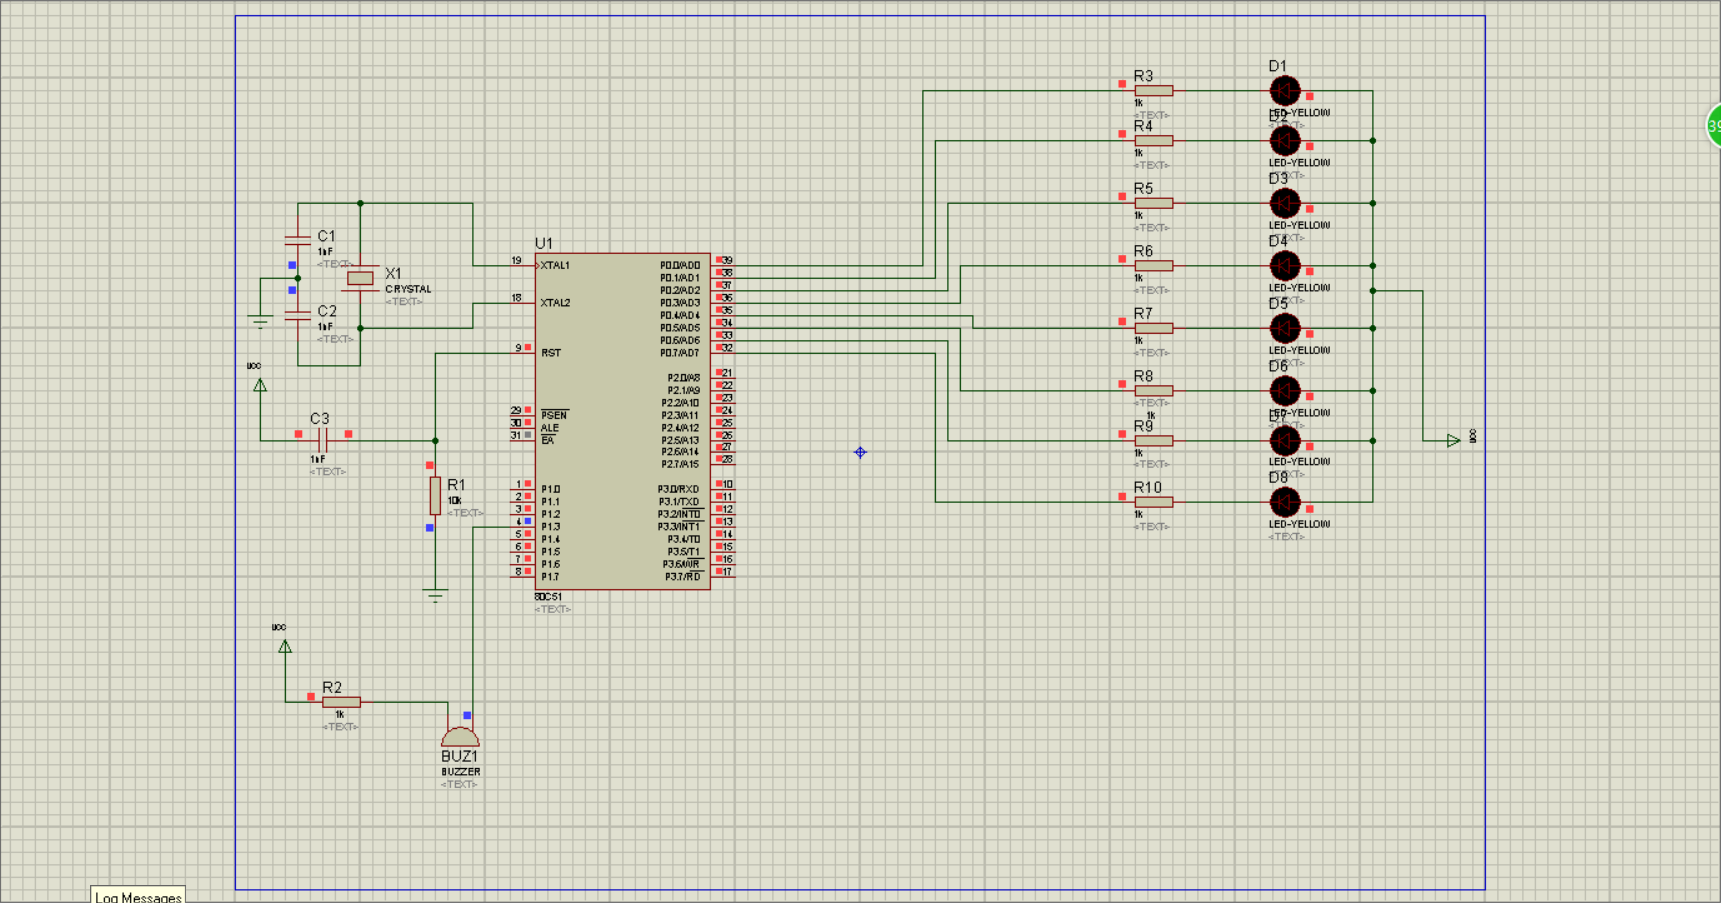 R3
1k
<TEXT>
D1
LED-YELLOW
<TEXT>
R4
1k
<TEXT>
D2
LED-YELLOW
<TEXT>
R5
1k
<TEXT>
D3
LED-YELLOW
<TEXT>
R6
1k
<TEXT>
D4
LED-YELLOW
<TEXT>
R7
1k
<TEXT>
D5
LED-YELLOW
<TEXT>
R8
<TEXT>
1k
D6
LED-YELLOW
<TEXT>
R9
1k
<TEXT>
D7
LED-YELLOW
<TEXT>
R10
1k
<TEXT>
D8
LED-YELLOW
<TEXT>
VCC
39
C1
1nF
<TEXT>
X1
CRYSTAL
<TEXT>
C2
1nF
<TEXT>
VCC
C3
1nF
<TEXT>
R1
10k
<TEXT>
VCC
R2
1k
<TEXT>
BUZ1
BUZZER
<TEXT>
U1
19 XTAL1
18 XTAL2
9 RST
29 PSEN
30 ALE
31 EA
1 P1.0
2 P1.1
3 P1.2
4 P1.3
5 P1.4
6 P1.5
7 P1.6
8 P1.7
P0.0/AD0 39
P0.1/AD1 38
P0.2/AD2 37
P0.3/AD3 36
P0.4/AD4 35
P0.5/AD5 34
P0.6/AD6 33
P0.7/AD7 32
P2.0/A8 21
P2.1/A9 22
P2.2/A10 23
P2.3/A11 24
P2.4/A12 25
P2.5/A13 26
P2.6/A14 27
P2.7/A15 28
P3.0/RXD 10
P3.1/TXD 11
P3.2/INT0 12
P3.3/INT1 13
P3.4/T0 14
P3.5/T1 15
P3.6/WR 16
P3.7/RD 17
80C51
<TEXT>
Log Messages